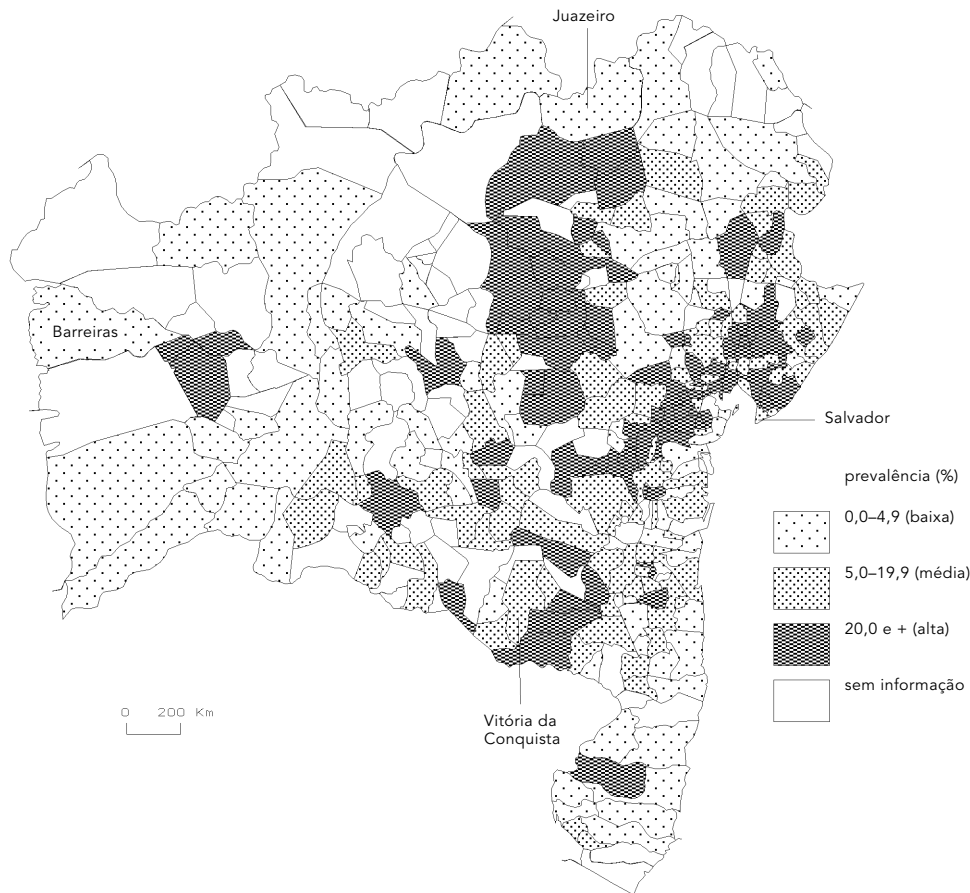 Juazeiro
Barreiras
Salvador
prevalência (%)
0,0–4,9 (baixa)
5,0–19,9 (média)
20,0 e + (alta)
sem informação
0 200 Km
Vitória da
Conquista